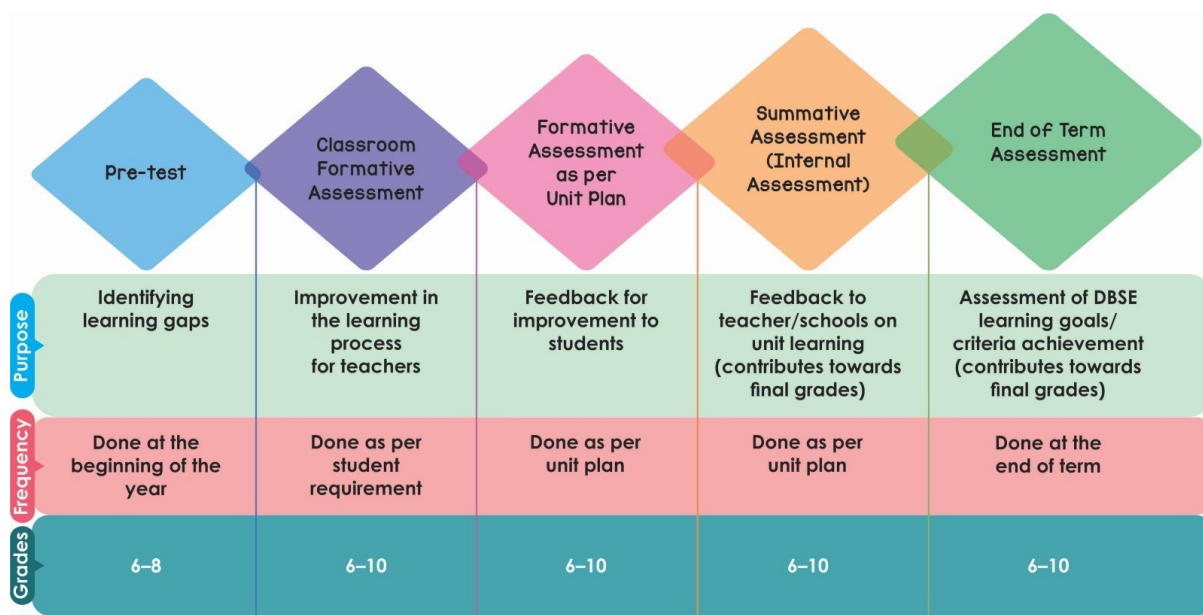 Pre-test
Classroom
Formative
Assessment
Formative
Assessment
as per
Unit Plan
Summative
Assessment
(Internal
Assessment)
End of Term
Assessment
Purpose
Identifying
learning gaps
Improvement in
the learning
process
for teachers
Feedback for
improvement to
students
Feedback to
teacher/schools on
unit learning
(contributes towards
final grades)
Assessment of DBSE
learning goals/
criteria achievement
(contributes towards
final grades)
Frequency
Done at the
beginning of the
year
Done as per
student
requirement
Done as per
unit plan
Done as per
unit plan
Done at the
end of term
Grades
6–8
6–10
6–10
6–10
6–10